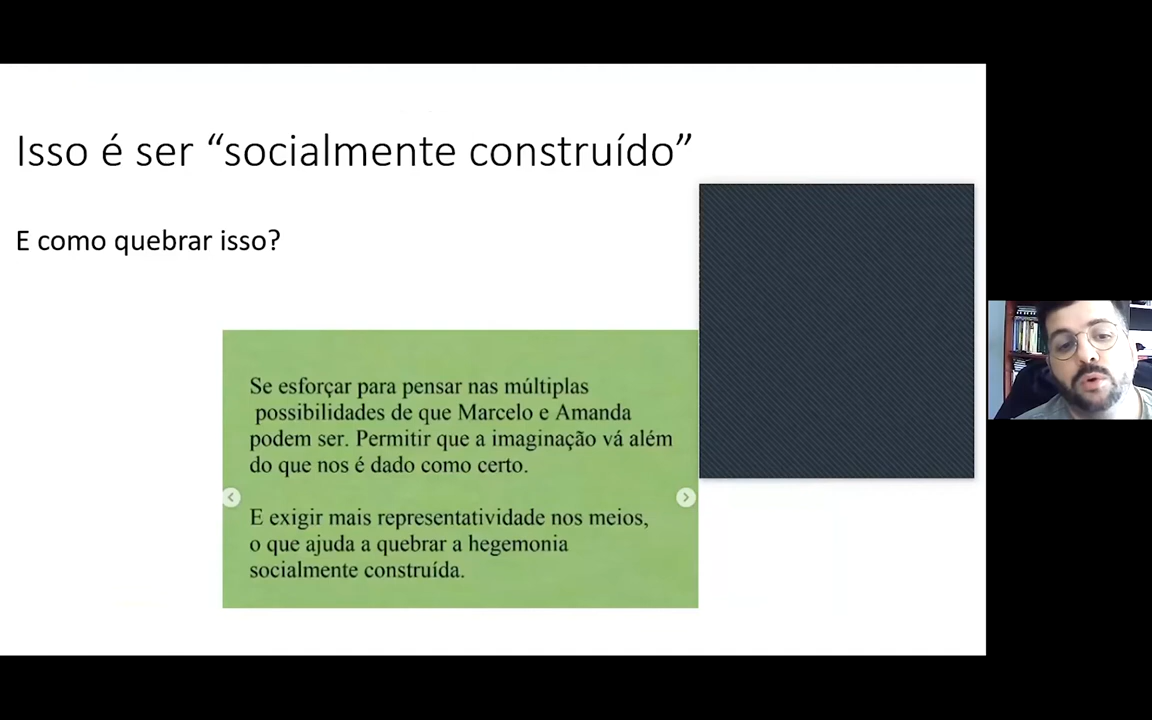 Isso é ser “socialmente construído”
E como quebrar isso?
Se esforçar para pensar nas múltiplas
possibilidades de que Marcelo e Amanda
podem ser. Permitir que a imaginação vá além
do que nos é dado como certo.
E exigir mais representatividade nos meios,
o que ajuda a quebrar a hegemonia
socialmente construída.